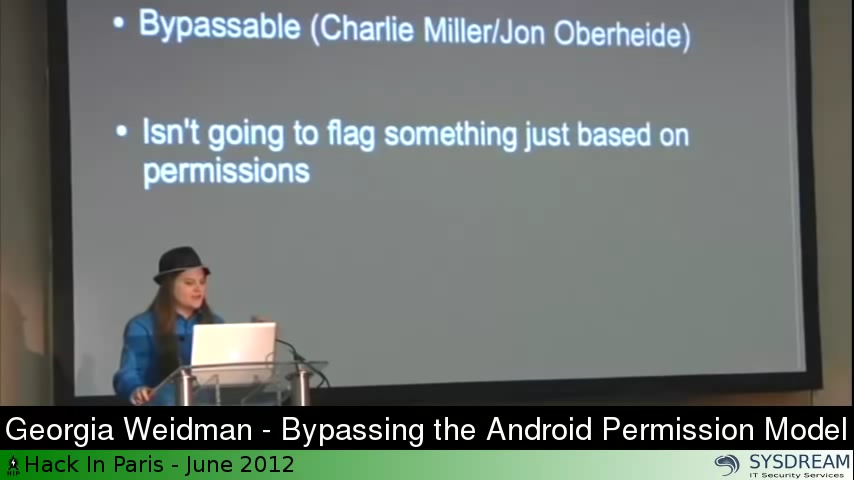 • Bypassable (Charlie Miller/Jon Oberheide)
• Isn't going to flag something just based on
permissions
Georgia Weidman - Bypassing the Android Permission Model
HIP
Hack In Paris - June 2012
SYSDREAM
IT Security Services